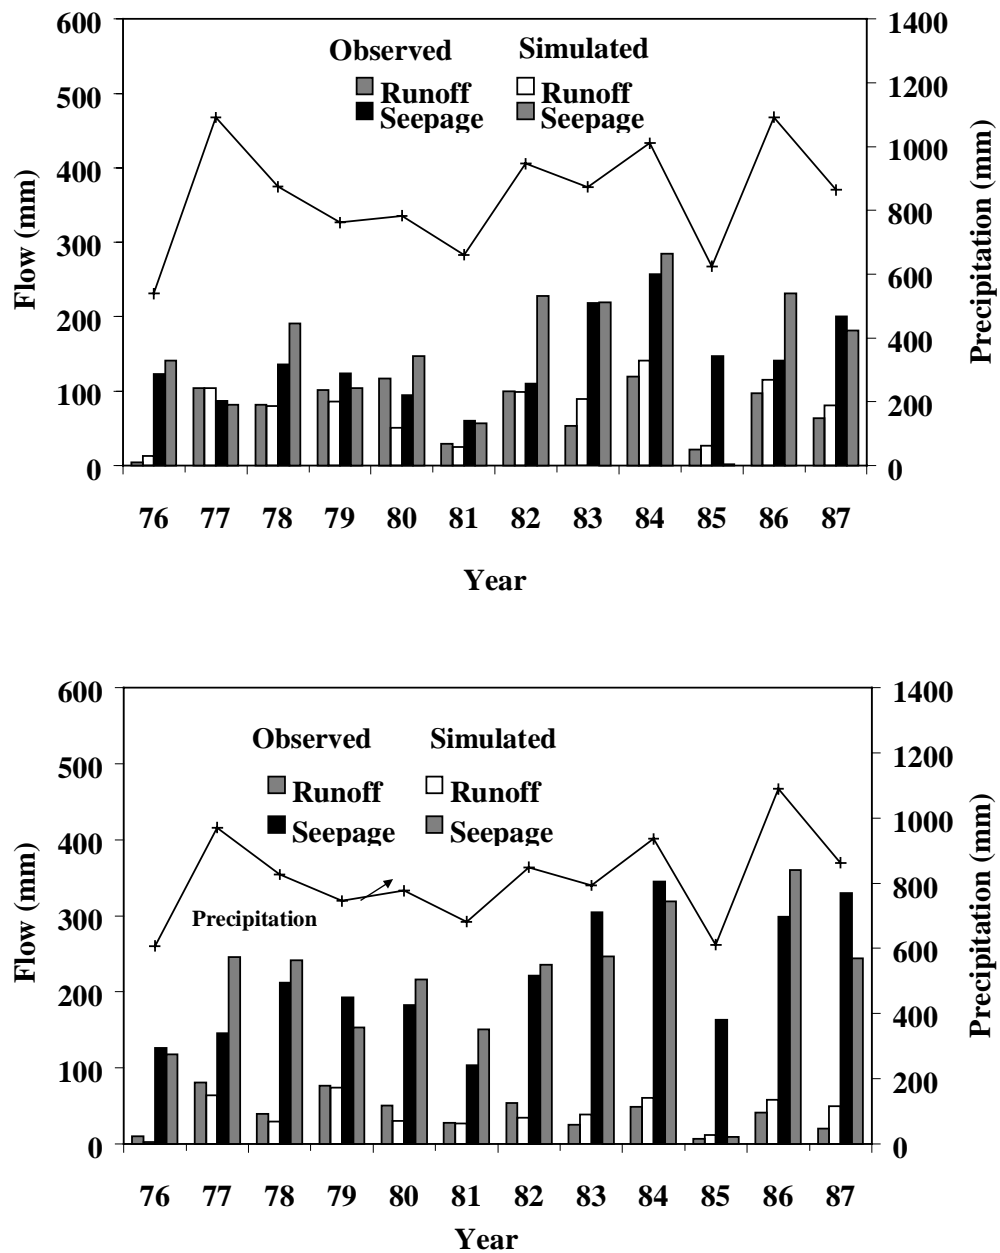 600
500
400
300
200
100
0
Flow (mm)
1400
1200
1000
800
600
400
200
0
Precipitation (mm)
Observed Simulated
Runoff Runoff
Seepage Seepage
76 77 78 79 80 81 82 83 84 85 86 87
Year
600
500
400
300
200
100
0
Flow (mm)
1400
1200
1000
800
600
400
200
0
Precipitation (mm)
Observed Simulated
Runoff Runoff
Seepage Seepage
Precipitation
76 77 78 79 80 81 82 83 84 85 86 87
Year